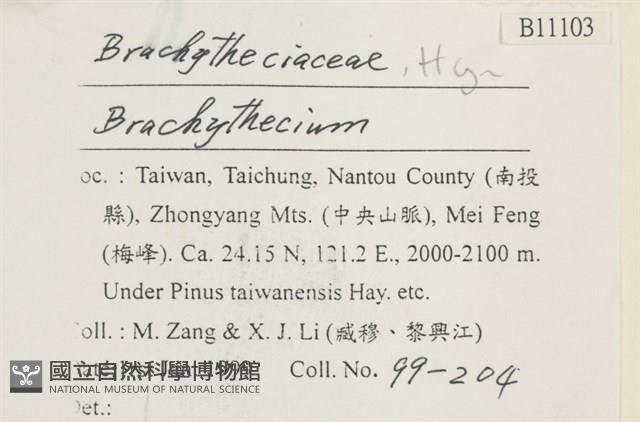 B11103
Brachytheciaceae, Hyn
Brachythecium
oc. : Taiwan, Taichung, Nantou County (南投
縣), Zhongyang Mts. (中央山脈), Mei Feng
(梅峰). Ca. 24.15 N, 121.2 E., 2000-2100 m.
Under Pinus taiwanensis Hay. etc.
oll. : M. Zang & X. J. Li (臧穆、黎興江)
Coll. No. 99-204
國立自然科學博物館
NATIONAL MUSEUM OF NATURAL SCIENCE
et.: